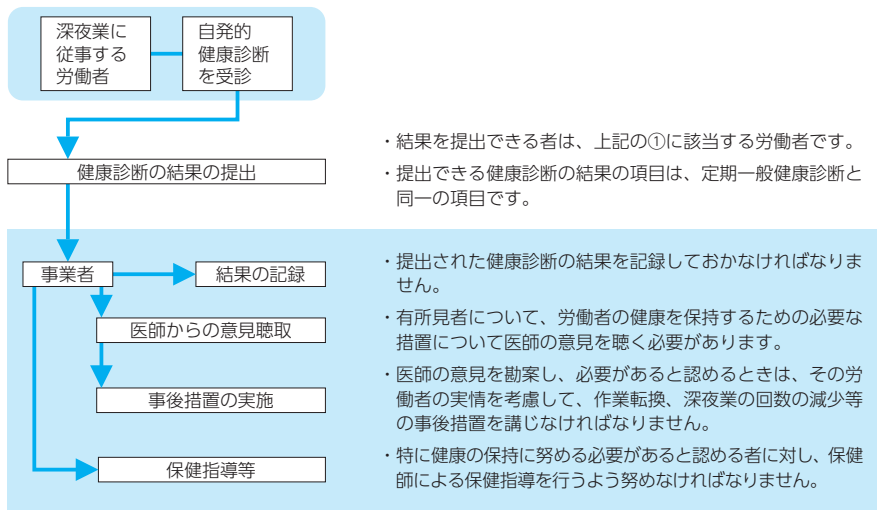 深夜業に
従事する
労働者
自発的
健康診断
を受診
健康診断の結果の提出
・結果を提出できる者は、上記の①に該当する労働者です。
・提出できる健康診断の結果の項目は、定期一般健康診断と
同一の項目です。
事業者
結果の記録
医師からの意見聴取
事後措置の実施
保健指導等
・提出された健康診断の結果を記録しておかなければなりま
せん。
・有所見者について、労働者の健康を保持するための必要な
措置について医師の意見を聴く必要があります。
・医師の意見を勘案し、必要があると認めるときは、その労
働者の実情を考慮して、作業転換、深夜業の回数の減少等
の事後措置を講じなければなりません。
・特に健康の保持に努める必要があると認める者に対し、保健
師による保健指導を行うよう努めなければなりません。